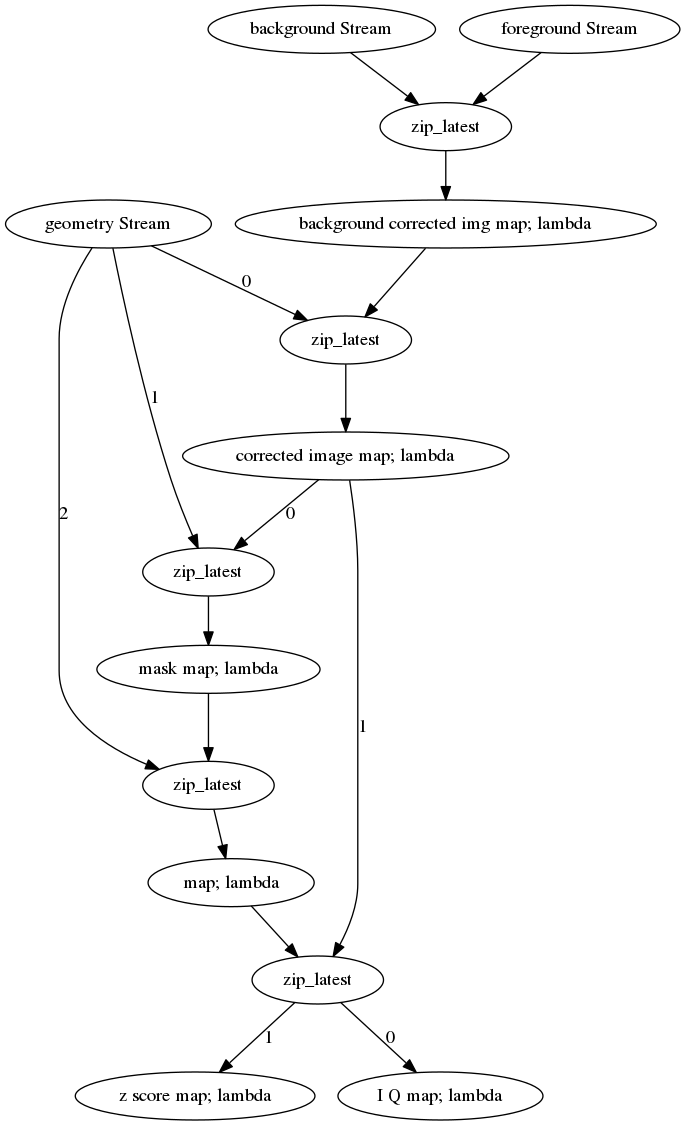 background Stream
foreground Stream
zip_latest
geometry Stream
background corrected img map; lambda
0
zip_latest
1
corrected image map; lambda
2
0
zip_latest
mask map; lambda
1
zip_latest
map; lambda
zip_latest
1
0
z score map; lambda
I Q map; lambda